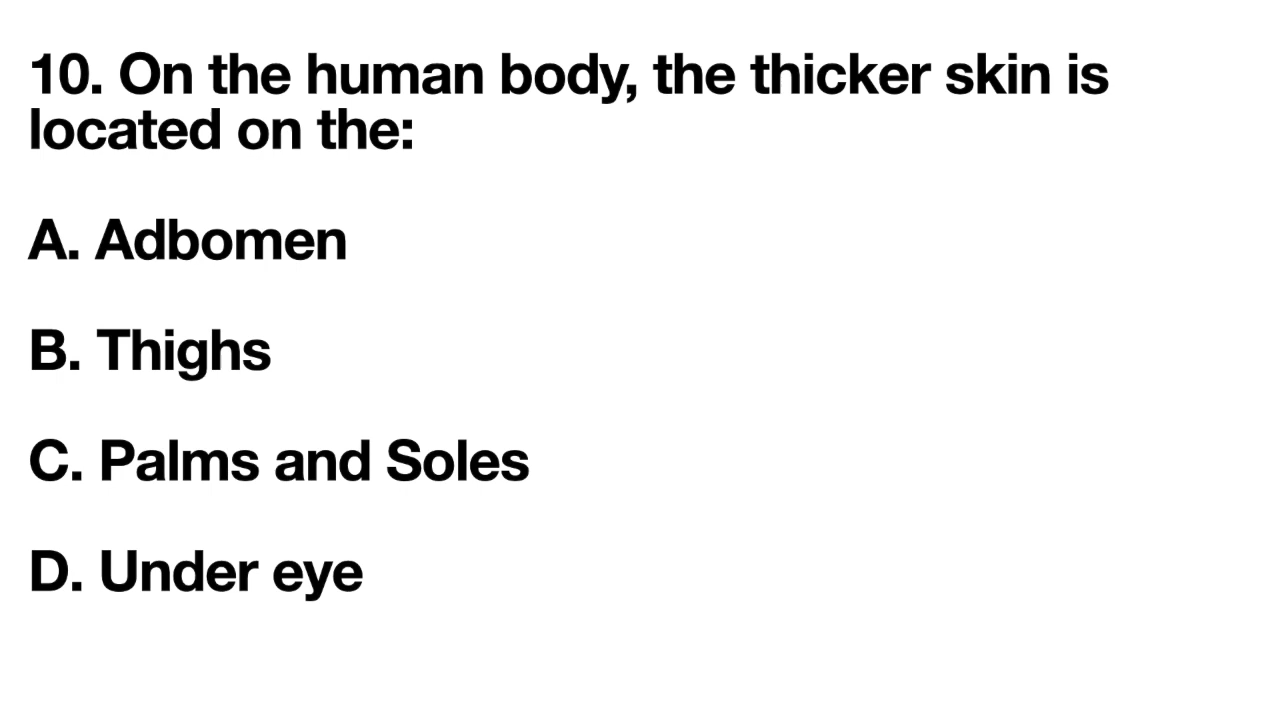 10. On the human body, the thicker skin is
located on the:
A. Adbomen
B. Thighs
C. Palms and Soles
D. Under eye